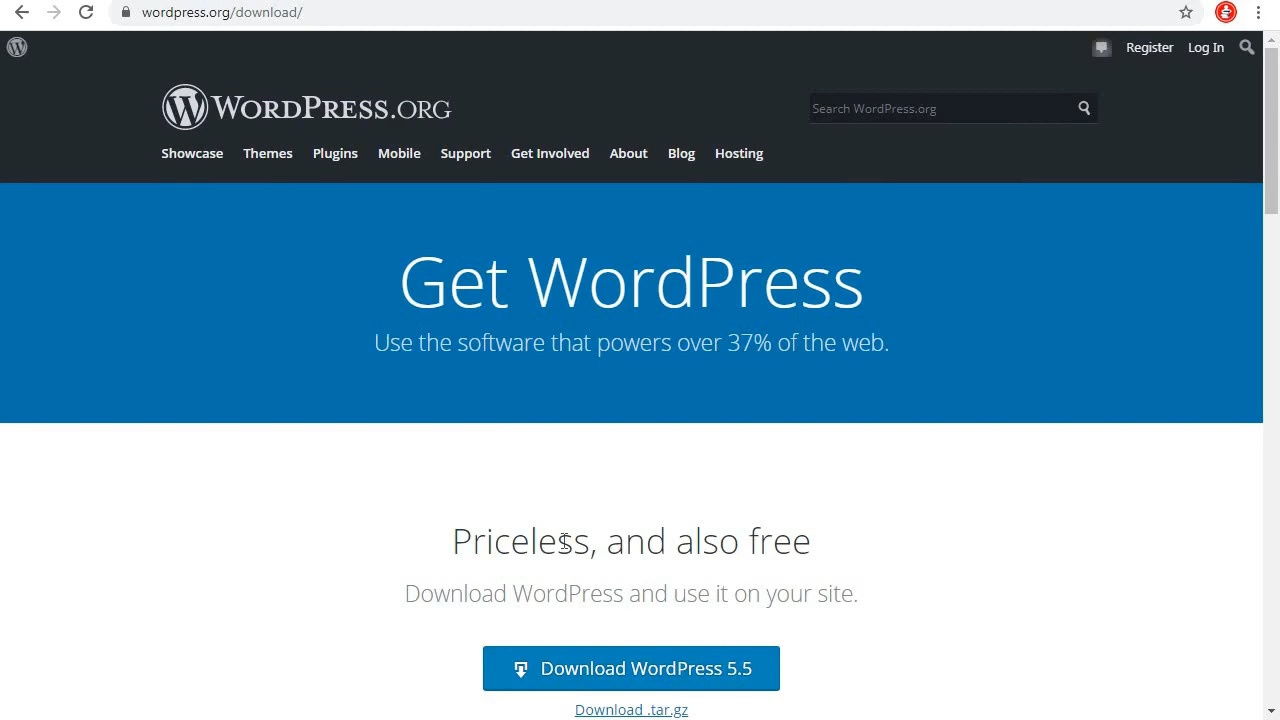 wordpress.org/download/
Register Log In
WORDPRESS.ORG
Search WordPress.org
Showcase Themes Plugins Mobile Support Get Involved About Blog Hosting
Get WordPress
Use the software that powers over 37% of the web.
Priceless, and also free
Download WordPress and use it on your site.
Download WordPress 5.5
Download .tar.gz